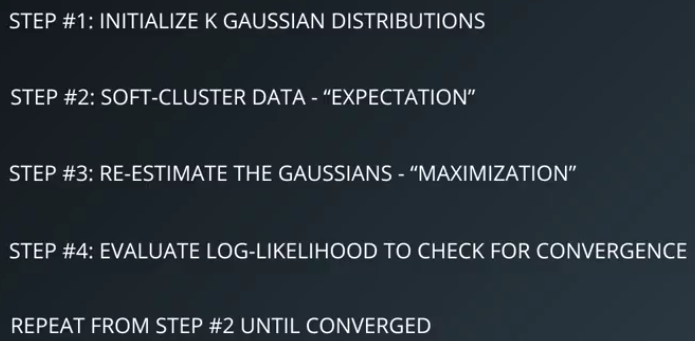 STEP #1: INITIALIZE K GAUSSIAN DISTRIBUTIONS
STEP #2: SOFT-CLUSTER DATA - “EXPECTATION”
STEP #3: RE-ESTIMATE THE GAUSSIANS - “MAXIMIZATION”
STEP #4: EVALUATE LOG-LIKELIHOOD TO CHECK FOR CONVERGENCE
REPEAT FROM STEP #2 UNTIL CONVERGED